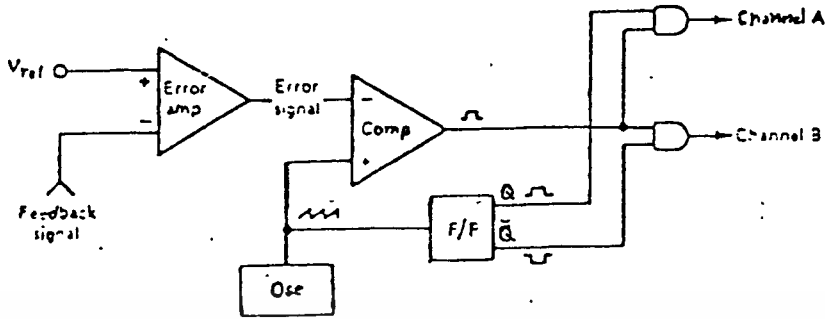 Channel A
Vref
+
Error
amp
-
Error
signal
-
Comp
+
Channel B
Feedback
signal
Q
F/F
Q̄
Osc